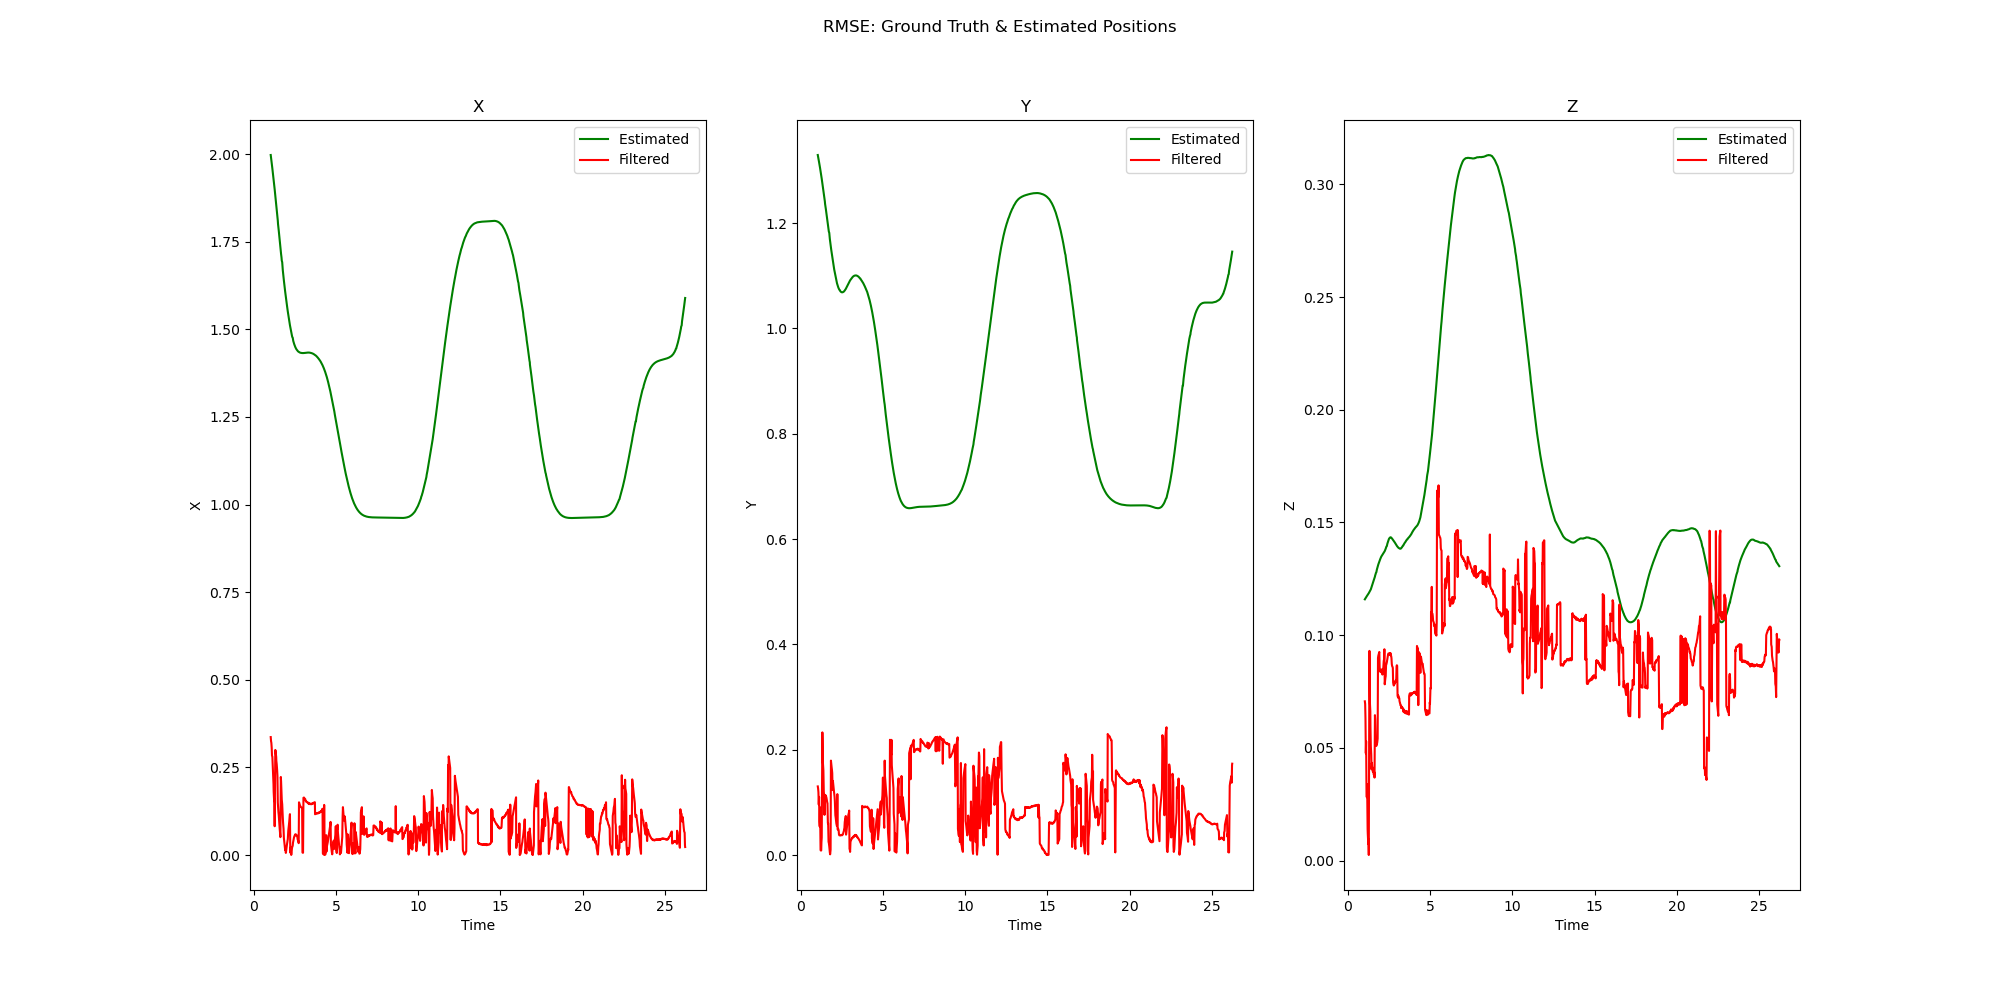 RMSE: Ground Truth & Estimated Positions
X
Estimated
Filtered
2.00
1.75
1.50
1.25
1.00
0.75
0.50
0.25
0.00
X
0
5
10
15
20
25
Time
Y
Estimated
Filtered
1.2
1.0
0.8
0.6
0.4
0.2
0.0
Y
0
5
10
15
20
25
Time
Z
Estimated
Filtered
0.30
0.25
0.20
0.15
0.10
0.05
0.00
Z
0
5
10
15
20
25
Time